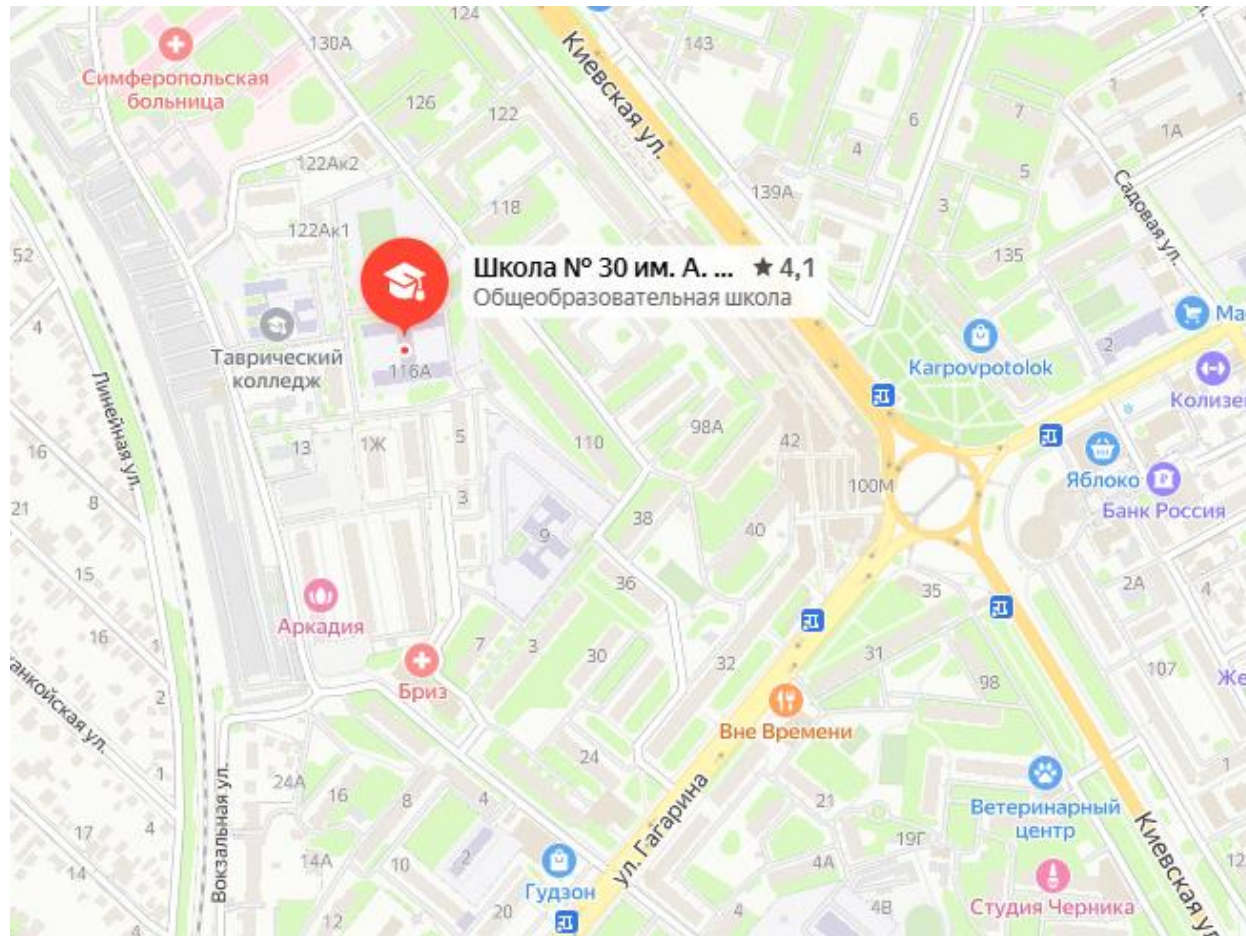 124
130А
Киевская ул.
143
Симферопольская
больница
126
122
6
7
1
1А
4
122Ак2
5
139А
Садовая ул.
118
3
122Ак1
135
52
Школа № 30 им. А. ... ★ 4,1
Общеобразовательная школа
4
Таврический
колледж
116А
2
Ма
Karpovpotolok
Колизе
Линейная ул.
13
1Ж
5
110
98А
42
16
Яблоко
Банк Россия
21
8
3
9
38
40
100М
15
36
35
2А
4
Аркадия
16
7
3
30
32
31
98
107
Же
Бриз
анкойская ул.
2
Вне Времени
24
1
24А
16
8
4
Вокзальная ул.
ул. Гагарина
21
Ветеринарный
центр
1
Киевская ул.
17
4
14
14А
10
2
19Г
4А
12
Гудзон
Студия Черника
12
20
4
4В
4